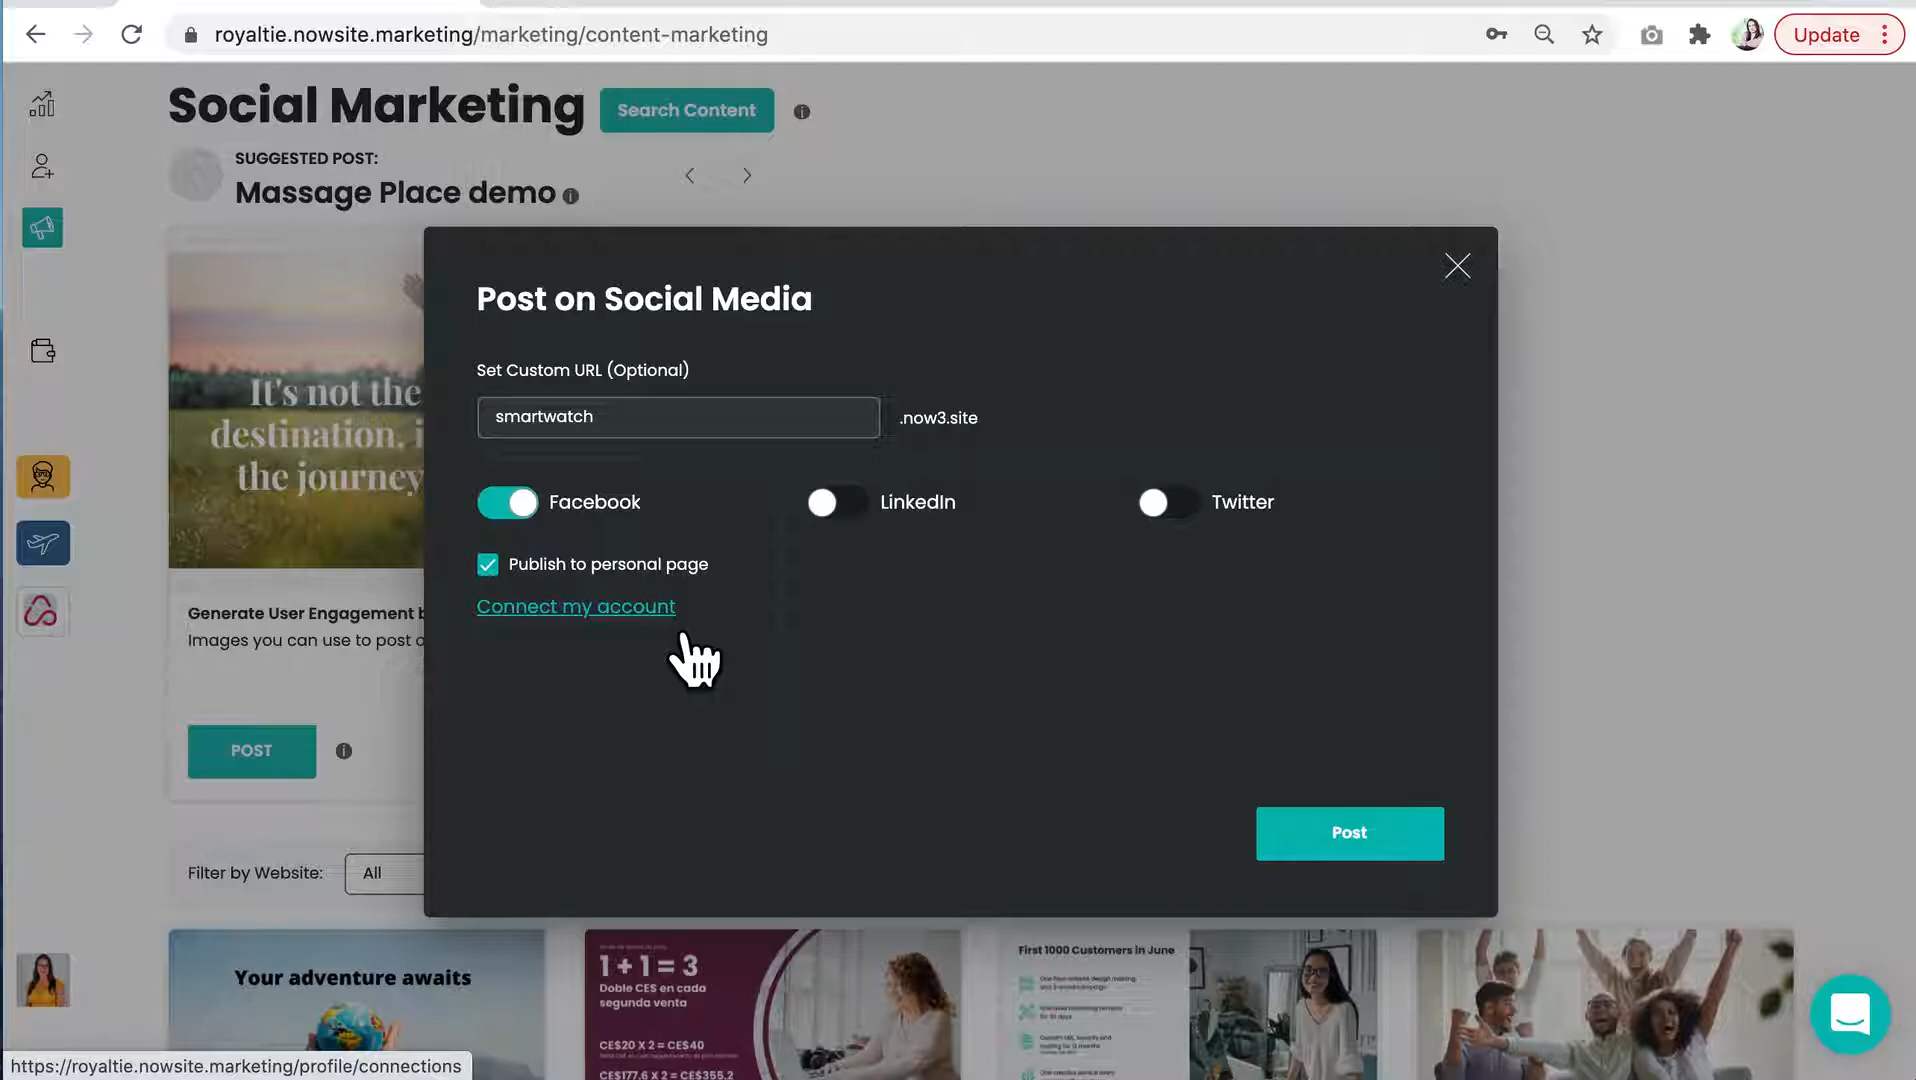 royaltie.nowsite.marketing/marketing/content-marketing
Update
Social Marketing
Search Content
SUGGESTED POST:
Massage Place demo
It's not the
destination, i
the journey
Generate User Engagement b
Images you can use to post o
POST
Filter by Website:
All
Post on Social Media
Set Custom URL (Optional)
smartwatch
.now3.site
Facebook
LinkedIn
Twitter
Publish to personal page
Connect my account
Post
Your adventure awaits
1 + 1 = 3
Doble CES en cada
segunda venta
CE$20 X 2 = CE$40
CE$177.6 X 2 = CE$355.2
First 1000 Customers in June
https://royaltie.nowsite.marketing/profile/connections